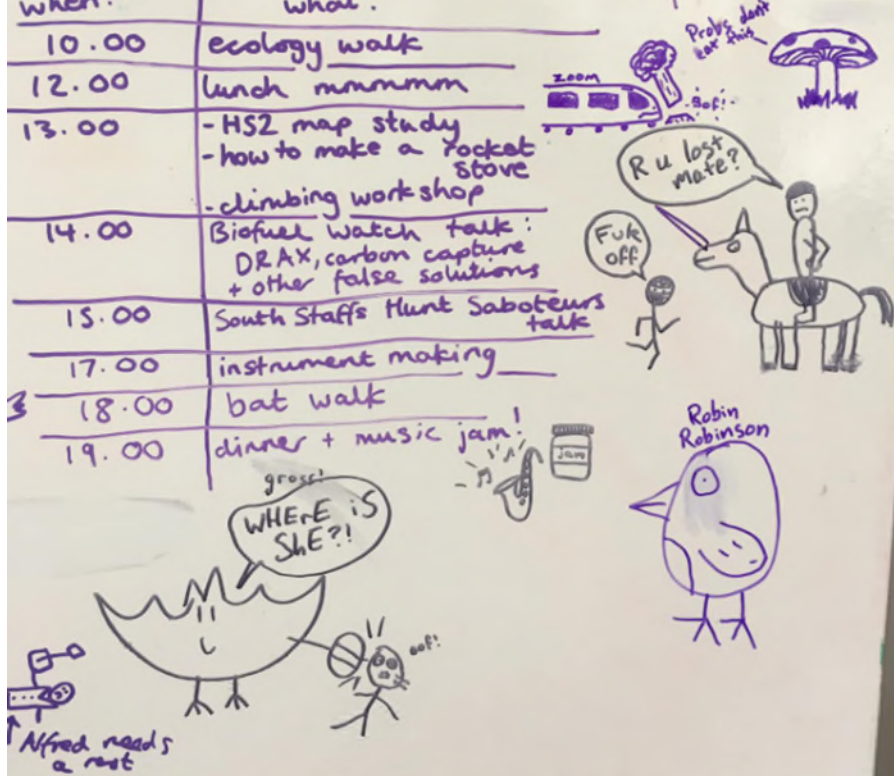 when? what?
10.00 ecology walk
12.00 lunch mmmmmm
13.00 - HS2 map study
- how to make a rocket
stove
- climbing workshop
14.00 Biofuel Watch talk:
DRAX, carbon capture
+ other false solutions
15.00 South Staffs Hunt Saboteurs
talk
17.00 instrument making
18.00 bat walk
19.00 dinner + music jam!
Probs dont
eat this
zoom
Bof!
R u lost
mate?
Fuk
off
jam
Robin
Robinson
gross!
WHErE iS
ShE?!
oof!
Alfred needs
a rest